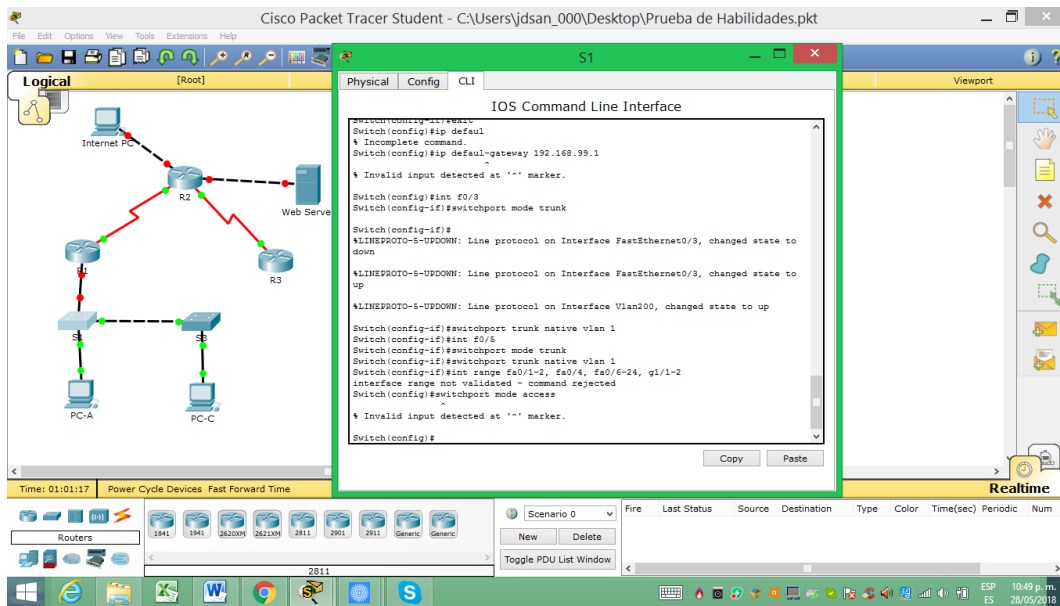 Cisco Packet Tracer Student - C:\Users\jdsan_000\Desktop\Prueba de Habilidades.pkt
File Edit Options View Tools Extensions Help
Logical
[Root]
Viewport
Internet PC
R2
Web Serve
R1
R3
S1
S3
PC-A
PC-C
S1
Physical Config CLI
IOS Command Line Interface
Switch(config-if)#exit
Switch(config)#ip defaul
% Incomplete command.
Switch(config)#ip defaul-gateway 192.168.99.1
^
% Invalid input detected at '^' marker.
Switch(config)#int f0/3
Switch(config-if)#switchport mode trunk
Switch(config-if)#
%LINEPROTO-5-UPDOWN: Line protocol on Interface FastEthernet0/3, changed state to
down
%LINEPROTO-5-UPDOWN: Line protocol on Interface FastEthernet0/3, changed state to
up
%LINEPROTO-5-UPDOWN: Line protocol on Interface Vlan200, changed state to up
Switch(config-if)#switchport trunk native vlan 1
Switch(config-if)#int f0/5
Switch(config-if)#switchport mode trunk
Switch(config-if)#switchport trunk native vlan 1
Switch(config-if)#int range fa0/1-2, fa0/4, fa0/6-24, g1/1-2
interface range not validated - command rejected
Switch(config)#switchport mode access
^
% Invalid input detected at '^' marker.
Switch(config)#
Copy Paste
Time: 01:01:17 Power Cycle Devices Fast Forward Time
Realtime
Routers
1841 1941 2620XM 2621XM 2811 2901 2911 Generic Generic
2811
Scenario 0
New Delete
Toggle PDU List Window
Fire Last Status Source Destination Type Color Time(sec) Periodic Num
ESP 10:49 p. m.
ES 28/05/2018